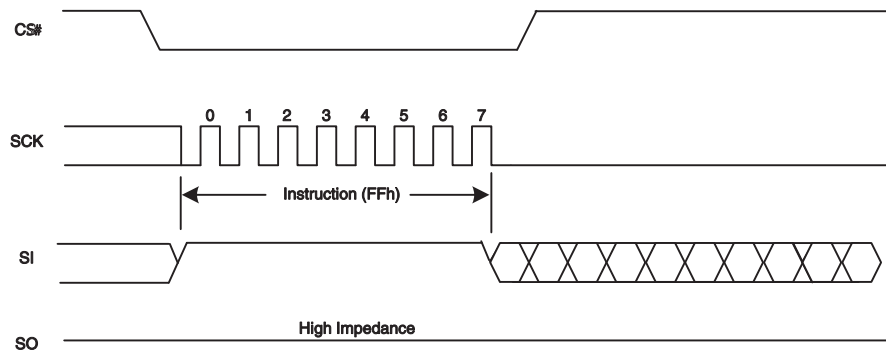 CS#
0 1 2 3 4 5 6 7
SCK
Instruction (FFh)
SI
High Impedance
SO